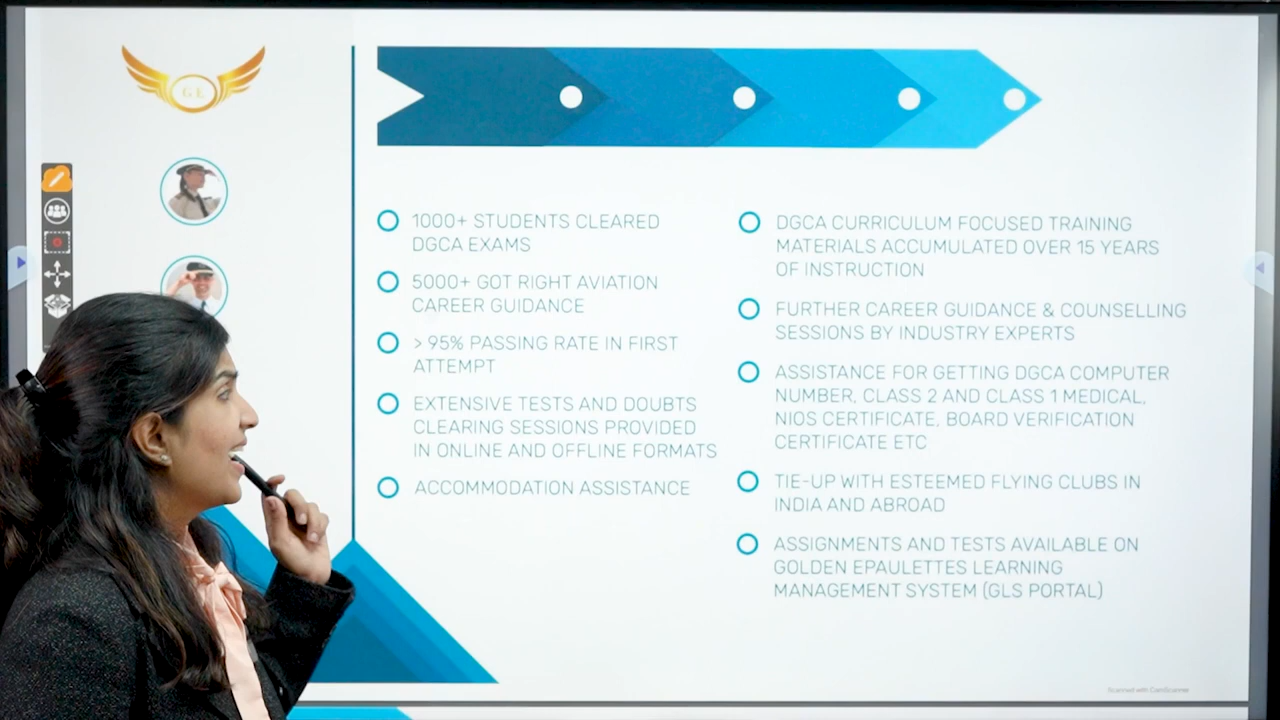 GE
1000+ STUDENTS CLEARED
DGCA EXAMS
5000+ GOT RIGHT AVIATION
CAREER GUIDANCE
> 95% PASSING RATE IN FIRST
ATTEMPT
EXTENSIVE TESTS AND DOUBTS
CLEARING SESSIONS PROVIDED
IN ONLINE AND OFFLINE FORMATS
ACCOMMODATION ASSISTANCE
DGCA CURRICULUM FOCUSED TRAINING
MATERIALS ACCUMULATED OVER 15 YEARS
OF INSTRUCTION
FURTHER CAREER GUIDANCE & COUNSELLING
SESSIONS BY INDUSTRY EXPERTS
ASSISTANCE FOR GETTING DGCA COMPUTER
NUMBER, CLASS 2 AND CLASS 1 MEDICAL,
NIOS CERTIFICATE, BOARD VERIFICATION
CERTIFICATE ETC
TIE-UP WITH ESTEEMED FLYING CLUBS IN
INDIA AND ABROAD
ASSIGNMENTS AND TESTS AVAILABLE ON
GOLDEN EPAULETTES LEARNING
MANAGEMENT SYSTEM (GLS PORTAL)
Scanned with CamScanner